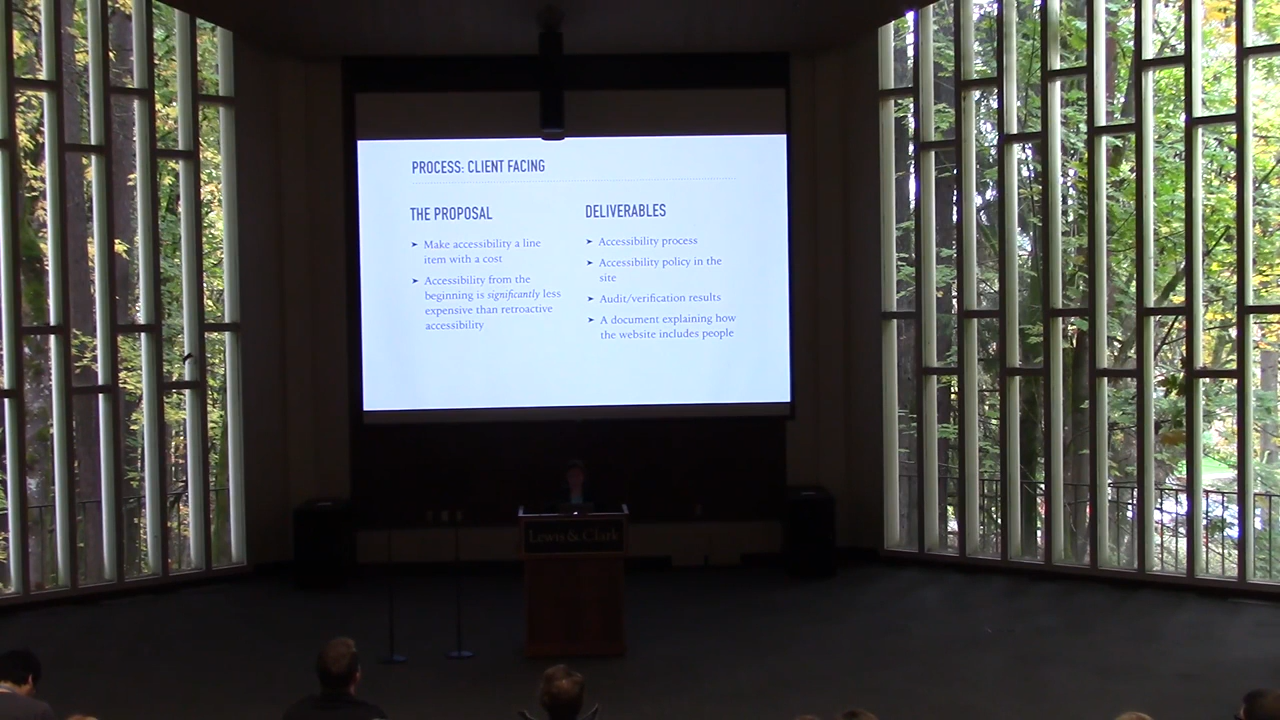 PROCESS: CLIENT FACING
THE PROPOSAL
➤ Make accessibility a line
item with a cost
➤ Accessibility from the
beginning is significantly less
expensive than retroactive
accessibility
DELIVERABLES
➤ Accessibility process
➤ Accessibility policy in the
site
➤ Audit/verification results
➤ A document explaining how
the website includes people
Lewis & Clark